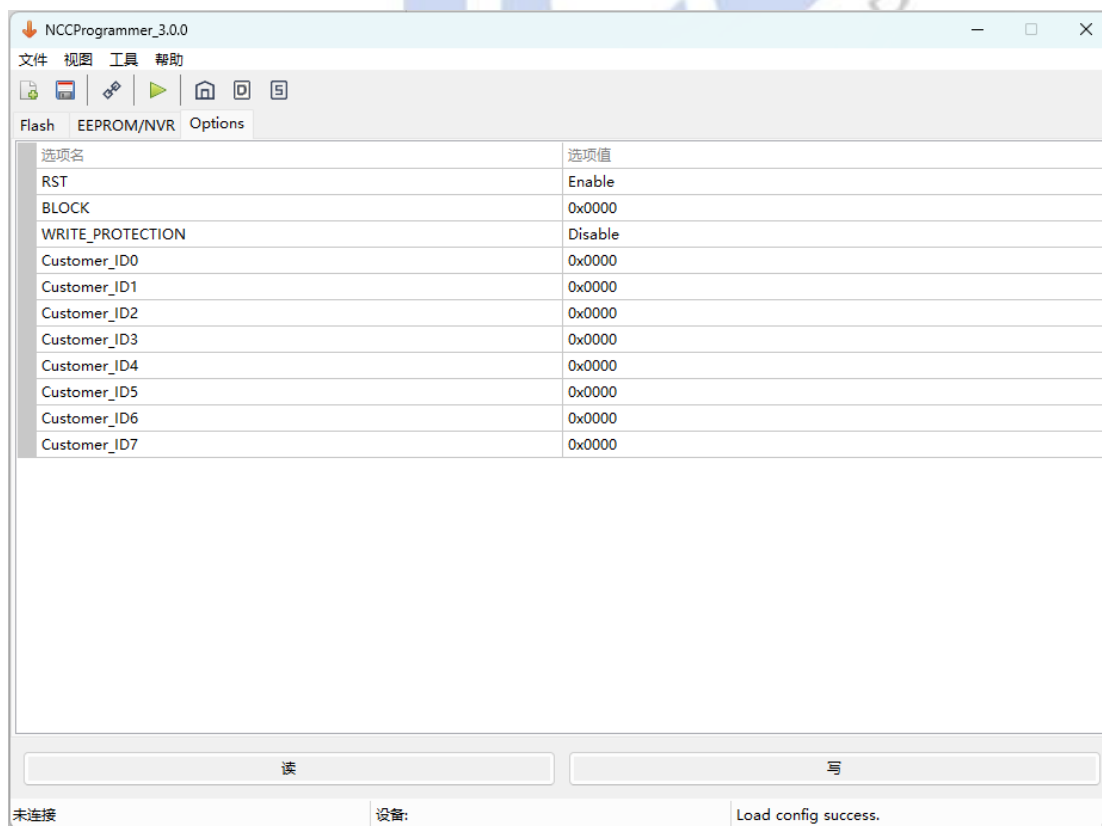 NCCProgrammer_3.0.0
文件 视图 工具 帮助
Flash EEPROM/NVR Options
选项名 选项值
RST Enable
BLOCK 0x0000
WRITE_PROTECTION Disable
Customer_ID0 0x0000
Customer_ID1 0x0000
Customer_ID2 0x0000
Customer_ID3 0x0000
Customer_ID4 0x0000
Customer_ID5 0x0000
Customer_ID6 0x0000
Customer_ID7 0x0000
读 写
未连接 设备: Load config success.